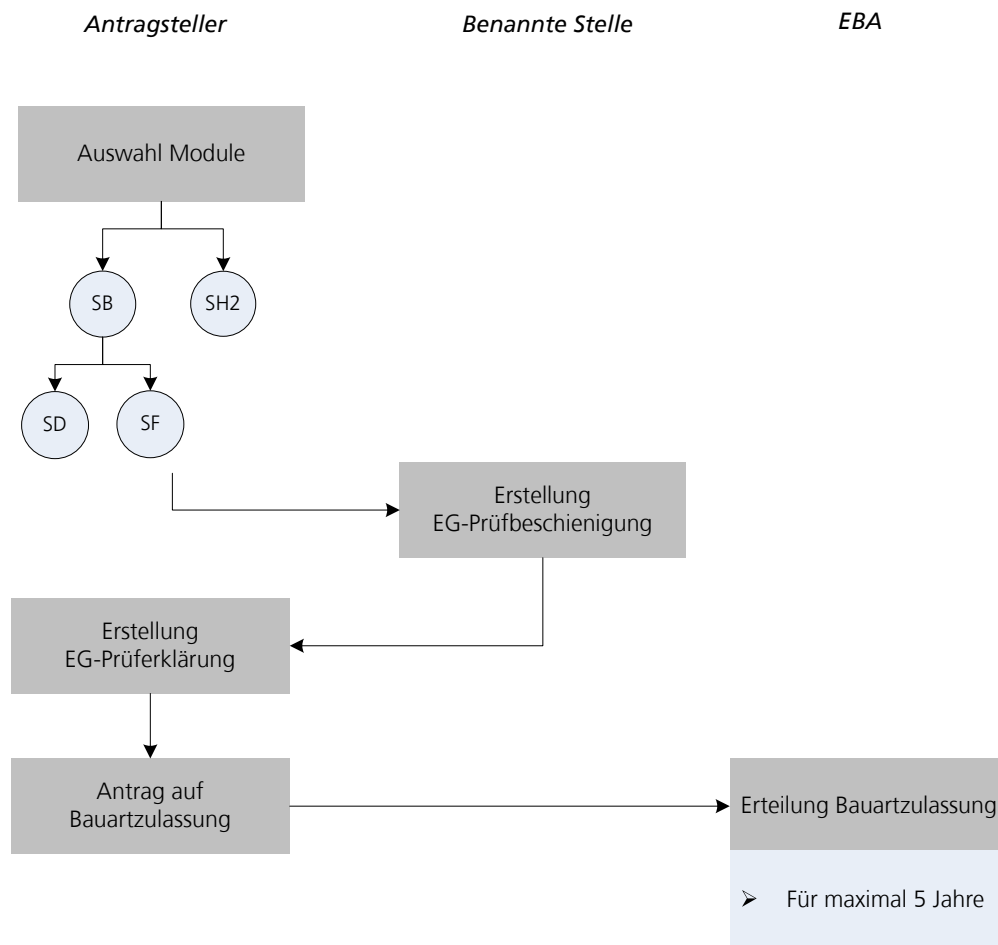 Antragsteller
Benannte Stelle
EBA
Auswahl Module
SB
SH2
SD
SF
Erstellung
EG-Prüfbeschienigung
Erstellung
EG-Prüferklärung
Antrag auf
Bauartzulassung
Erteilung Bauartzulassung
➢ Für maximal 5 Jahre